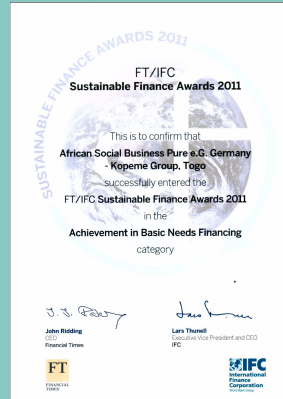 SUSTAINABLE FINANCE AWARDS 2011
FT/IFC
Sustainable Finance Awards 2011
This is to confirm that
African Social Business Pure e.G. Germany
- Kopeme Group, Togo
successfully entered the
FT/IFC Sustainable Finance Awards 2011
in the
Achievement in Basic Needs Financing
category
John Ridding
CEO
Financial Times
Lars Thunell
Executive Vice President and CEO
IFC
FT
FINANCIAL
TIMES
IFC
International
Finance
Corporation
World Bank Group